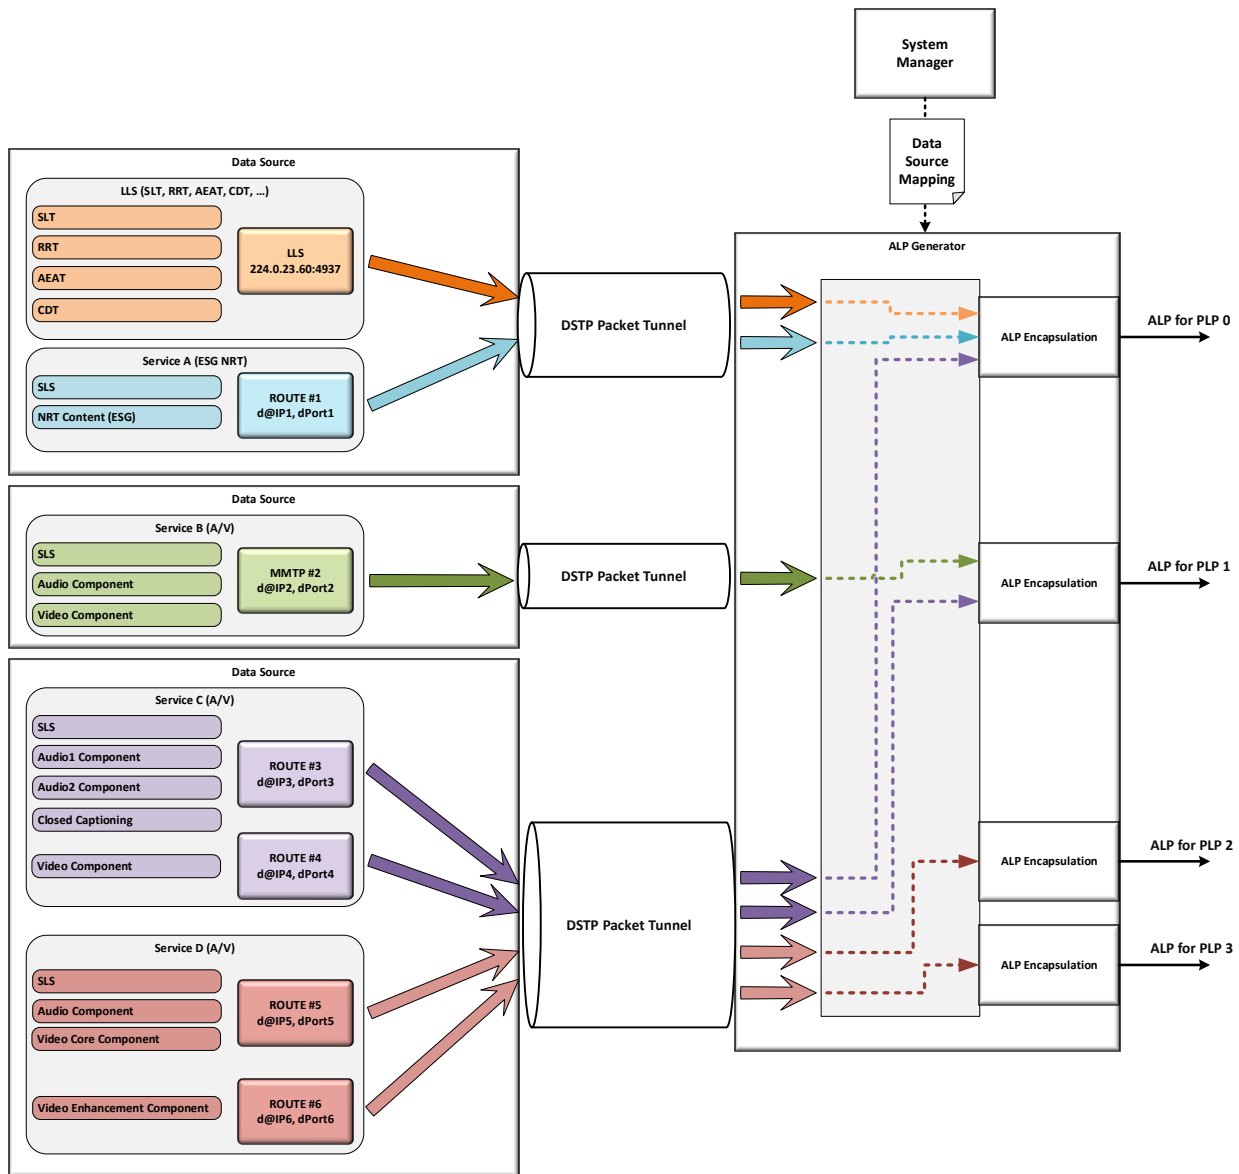 System
Manager
Data
Source
Mapping
Data Source
LLS (SLT, RRT, AEAT, CDT, ...)
SLT
RRT
AEAT
CDT
LLS
224.0.23.60:4937
Service A (ESG NRT)
SLS
NRT Content (ESG)
ROUTE #1
d@IP1, dPort1
DSTP Packet Tunnel
ALP Generator
ALP Encapsulation
ALP for PLP 0
Data Source
Service B (A/V)
SLS
Audio Component
Video Component
MMTP #2
d@IP2, dPort2
DSTP Packet Tunnel
ALP Encapsulation
ALP for PLP 1
Data Source
Service C (A/V)
SLS
Audio1 Component
Audio2 Component
Closed Captioning
Video Component
ROUTE #3
d@IP3, dPort3
ROUTE #4
d@IP4, dPort4
Service D (A/V)
SLS
Audio Component
Video Core Component
Video Enhancement Component
ROUTE #5
d@IP5, dPort5
ROUTE #6
d@IP6, dPort6
DSTP Packet Tunnel
ALP Encapsulation
ALP for PLP 2
ALP Encapsulation
ALP for PLP 3